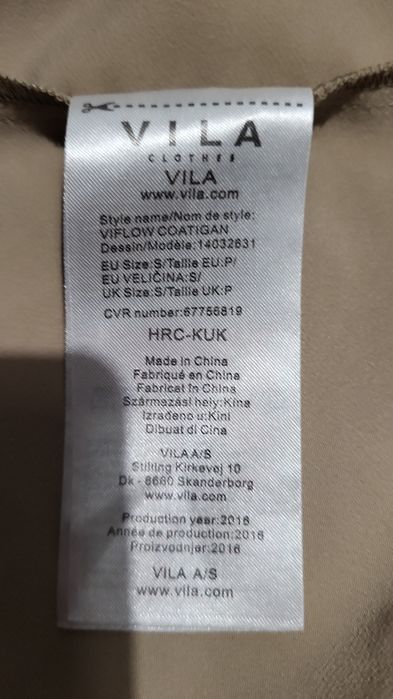 VILA
CLOTHES
VILA
www.vila.com
Style name/Nom de style:
VIFLOW COATIGAN
Dessin/Modèle:14032631
EU Size:S/Taille EU:P/
EU VELIČINA:S/
UK Size:S/Taille UK:P
CVR number:67756819
HRC-KUK
Made in China
Fabriqué en China
Fabricat în China
Származási hely:Kína
Izrađeno u:Kini
Dibuat di Cina
VILA A/S
Stilling Kirkevej 10
Dk - 8660 Skanderborg
www.vila.com
Production year:2016
Année de production:2016
Proizvodnjer:2016
VILA A/S
www.vila.com